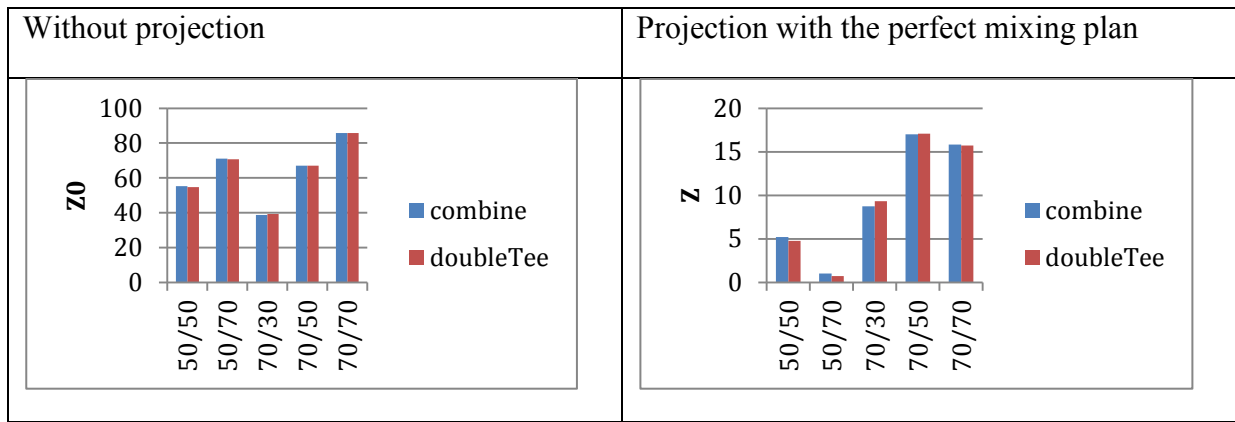 Without projection
Projection with the perfect mixing plan
100
80
60
40
20
0
Z0
50/50
50/70
70/30
70/50
70/70
combine
doubleTee
20
15
10
5
0
Z
50/50
50/70
70/30
70/50
70/70
combine
doubleTee